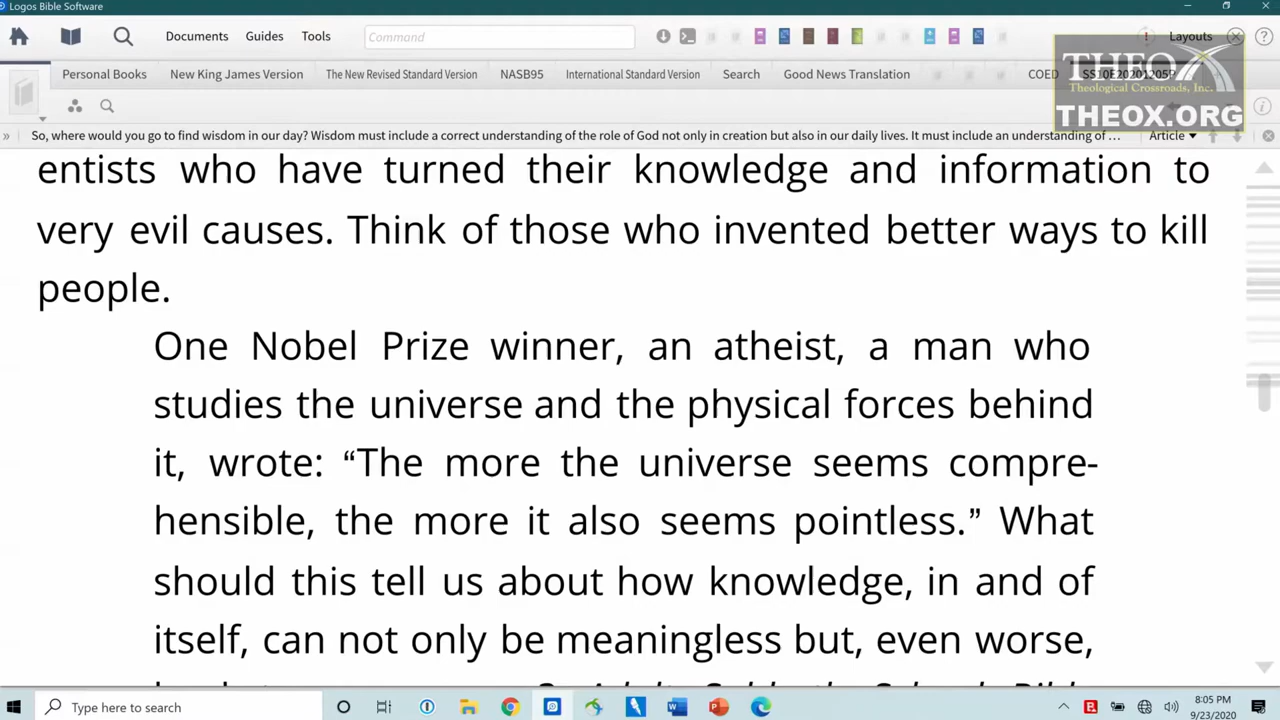 Logos Bible Software
Documents Guides Tools Command Layouts
Personal Books New King James Version The New Revised Standard Version NASB95 International Standard Version Search Good News Translation COED SS10E20201205P
THEO
Theological Crossroads, Inc.
THEOX.ORG
So, where would you go to find wisdom in our day? Wisdom must include a correct understanding of the role of God not only in creation but also in our daily lives. It must include an understanding of ... Article
entists who have turned their knowledge and information to
very evil causes. Think of those who invented better ways to kill
people.
One Nobel Prize winner, an atheist, a man who
studies the universe and the physical forces behind
it, wrote: “The more the universe seems compre-
hensible, the more it also seems pointless.” What
should this tell us about how knowledge, in and of
itself, can not only be meaningless but, even worse,
Type here to search
8:05 PM
9/23/2020